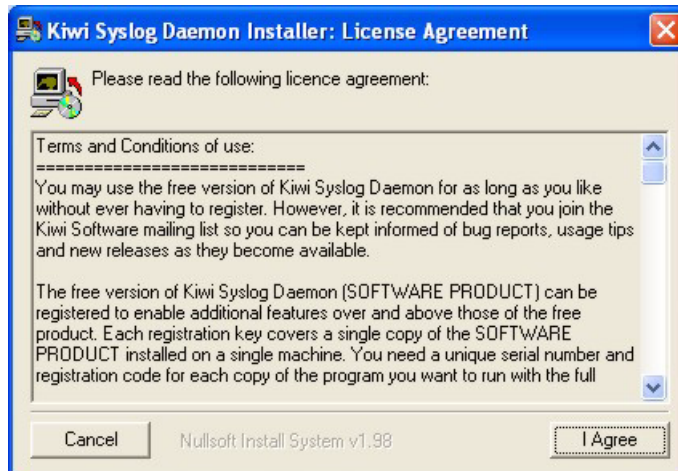 Kiwi Syslog Daemon Installer: License Agreement
Please read the following licence agreement:
Terms and Conditions of use:
============================
You may use the free version of Kiwi Syslog Daemon for as long as you like
without ever having to register. However, it is recommended that you join the
Kiwi Software mailing list so you can be kept informed of bug reports, usage tips
and new releases as they become available.
The free version of Kiwi Syslog Daemon (SOFTWARE PRODUCT) can be
registered to enable additional features over and above those of the free
product. Each registration key covers a single copy of the SOFTWARE
PRODUCT installed on a single machine. You need a unique serial number and
registration code for each copy of the program you want to run with the full
Cancel
Nullsoft Install System v1.98
I Agree